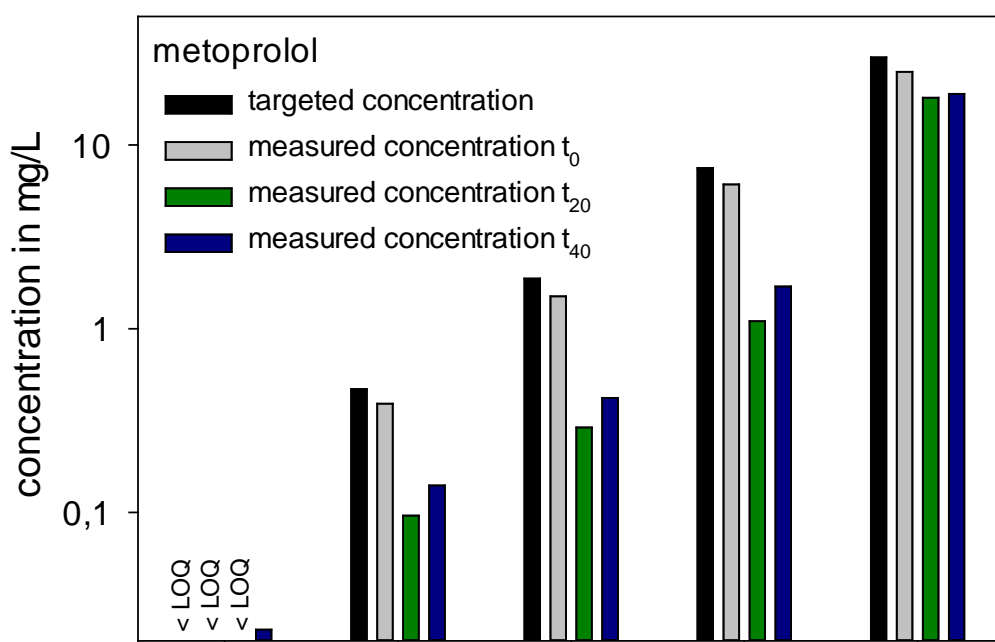 metoprolol
targeted concentration
measured concentration t₀
measured concentration t₂₀
measured concentration t₄₀
concentration in mg/L
10
1
0,1
< LOQ
< LOQ
< LOQ